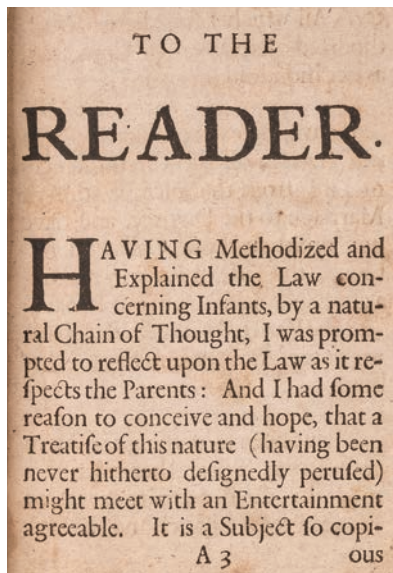 TO THE
READER.
HAVING Methodized and
Explained the Law con-
cerning Infants, by a natu-
ral Chain of Thought, I was prom-
pted to reflect upon the Law as it re-
ſpects the Parents : And I had ſome
reaſon to conceive and hope, that a
Treatiſe of this nature (having been
never hitherto deſignedly peruſed)
might meet with an Entertainment
agreeable. It is a Subject ſo copi-
A 3 ous